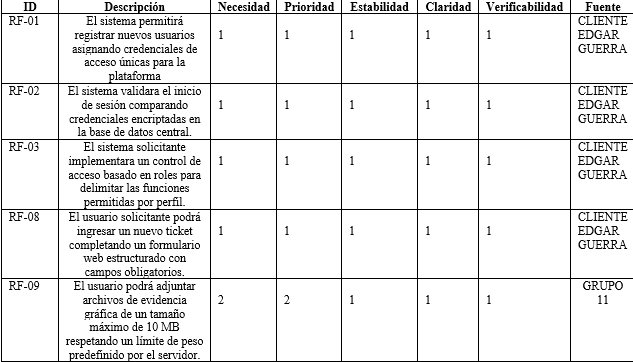 ID Descripción Necesidad Prioridad Estabilidad Claridad Verificabilidad Fuente
RF-01 El sistema permitirá 1 1 1 1 1 CLIENTE
registrar nuevos usuarios EDGAR
asignando credenciales de GUERRA
acceso únicas para la
plataforma
RF-02 El sistema validara el inicio 1 1 1 1 1 CLIENTE
de sesión comparando EDGAR
credenciales encriptadas en GUERRA
la base de datos central.
RF-03 El sistema solicitante 1 1 1 1 1 CLIENTE
implementara un control de EDGAR
acceso basado en roles para GUERRA
delimitar las funciones
permitidas por perfil.
RF-08 El usuario solicitante podrá 1 1 1 1 1 CLIENTE
ingresar un nuevo ticket EDGAR
completando un formulario GUERRA
web estructurado con
campos obligatorios.
RF-09 El usuario podrá adjuntar 2 2 1 1 1 GRUPO
archivos de evidencia 11
gráfica de un tamaño
máximo de 10 MB
respetando un límite de peso
predefinido por el servidor.